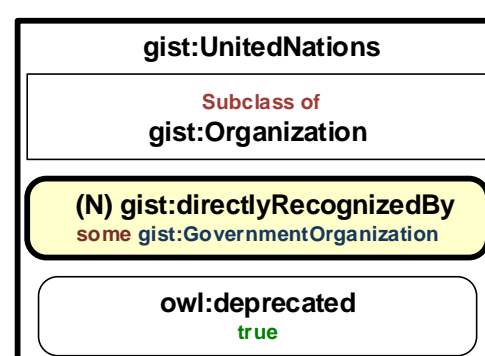 gist:UnitedNations
Subclass of
gist:Organization
(N) gist:directlyRecognizedBy
some gist:GovernmentOrganization
owl:deprecated
true